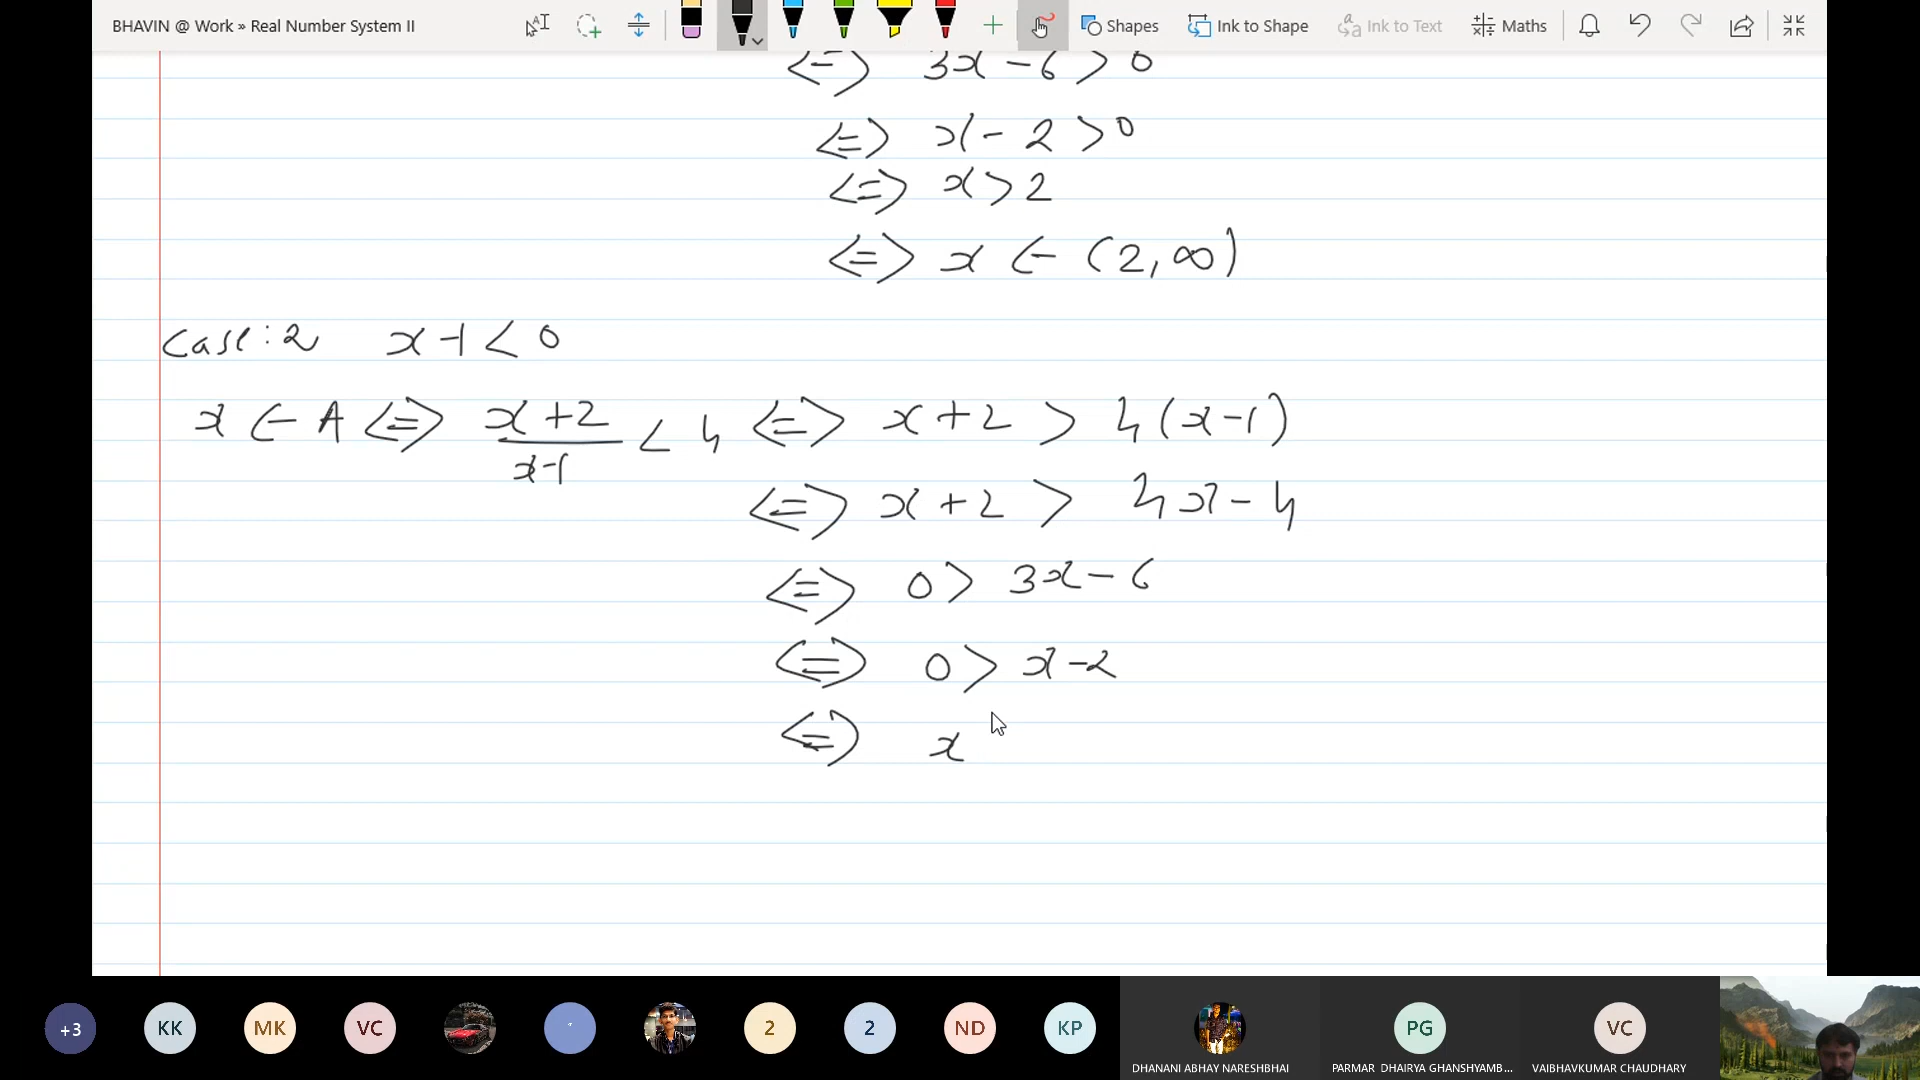 BHAVIN @ Work » Real Number System II
Shapes Ink to Shape Ink to Text Maths
<=> 3x - 6 > 0
<=> x - 2 > 0
<=> x > 2
<=> x ∈ (2, ∞)
Case: 2 x - 1 < 0
x ∈ A <=> x + 2 / x - 1 < 4 <=> x + 2 > 4(x - 1)
<=> x + 2 > 4x - 4
<=> 0 > 3x - 6
<=> 0 > x - 2
<=> x
+3 KK MK VC 2 2 ND KP PG VC
DHANANI ABHAY NARESHBHAI PARMAR DHAIRYA GHANSHYAMB... VAIBHAVKUMAR CHAUDHARY